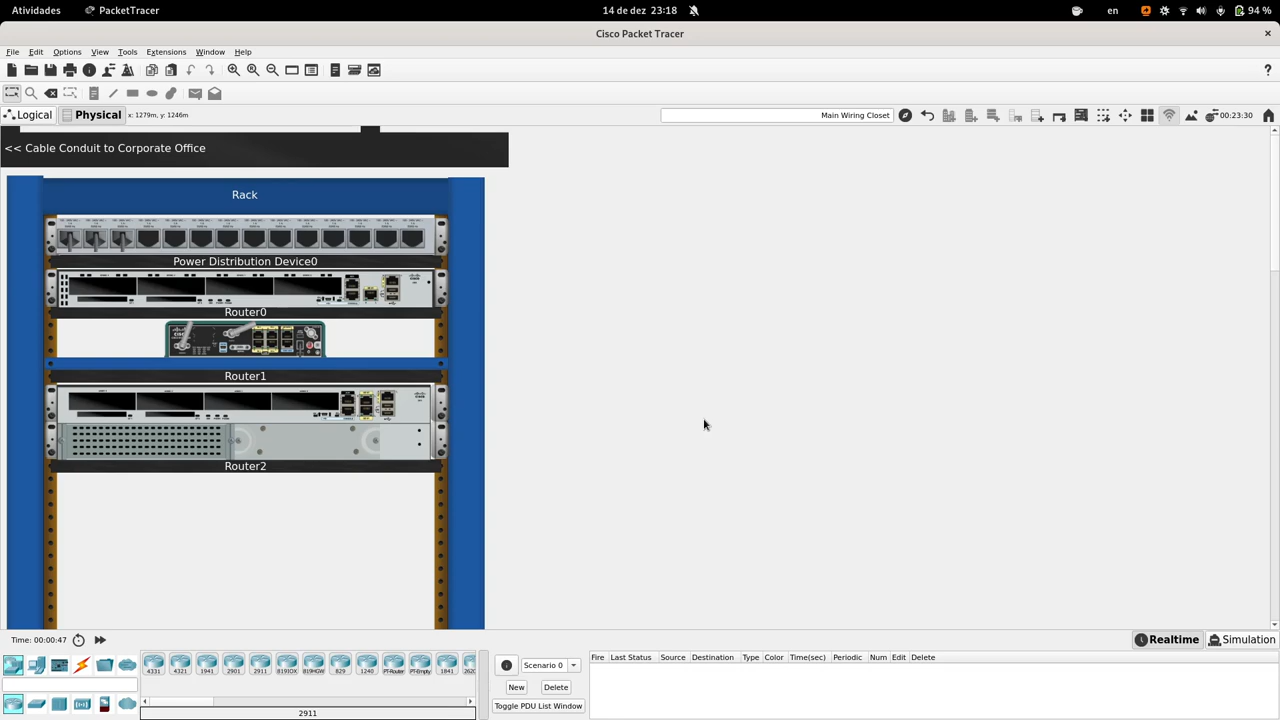 Atividades
PacketTracer
14 de dez 23:18
en
94 %
Cisco Packet Tracer
File Edit Options View Tools Extensions Window Help
Logical
Physical
x: 1279m, y: 1246m
Main Wiring Closet
00:23:30
<< Cable Conduit to Corporate Office
Rack
Power Distribution Device0
Router0
Router1
Router2
Time: 00:00:47
Realtime
Simulation
4331 4321 1941 2901 2911 819IOX 819HGW 829 1240 PT-Router PT-Empty 1841
2911
Scenario 0
New
Delete
Toggle PDU List Window
Fire Last Status Source Destination Type Color Time(sec) Periodic Num Edit Delete